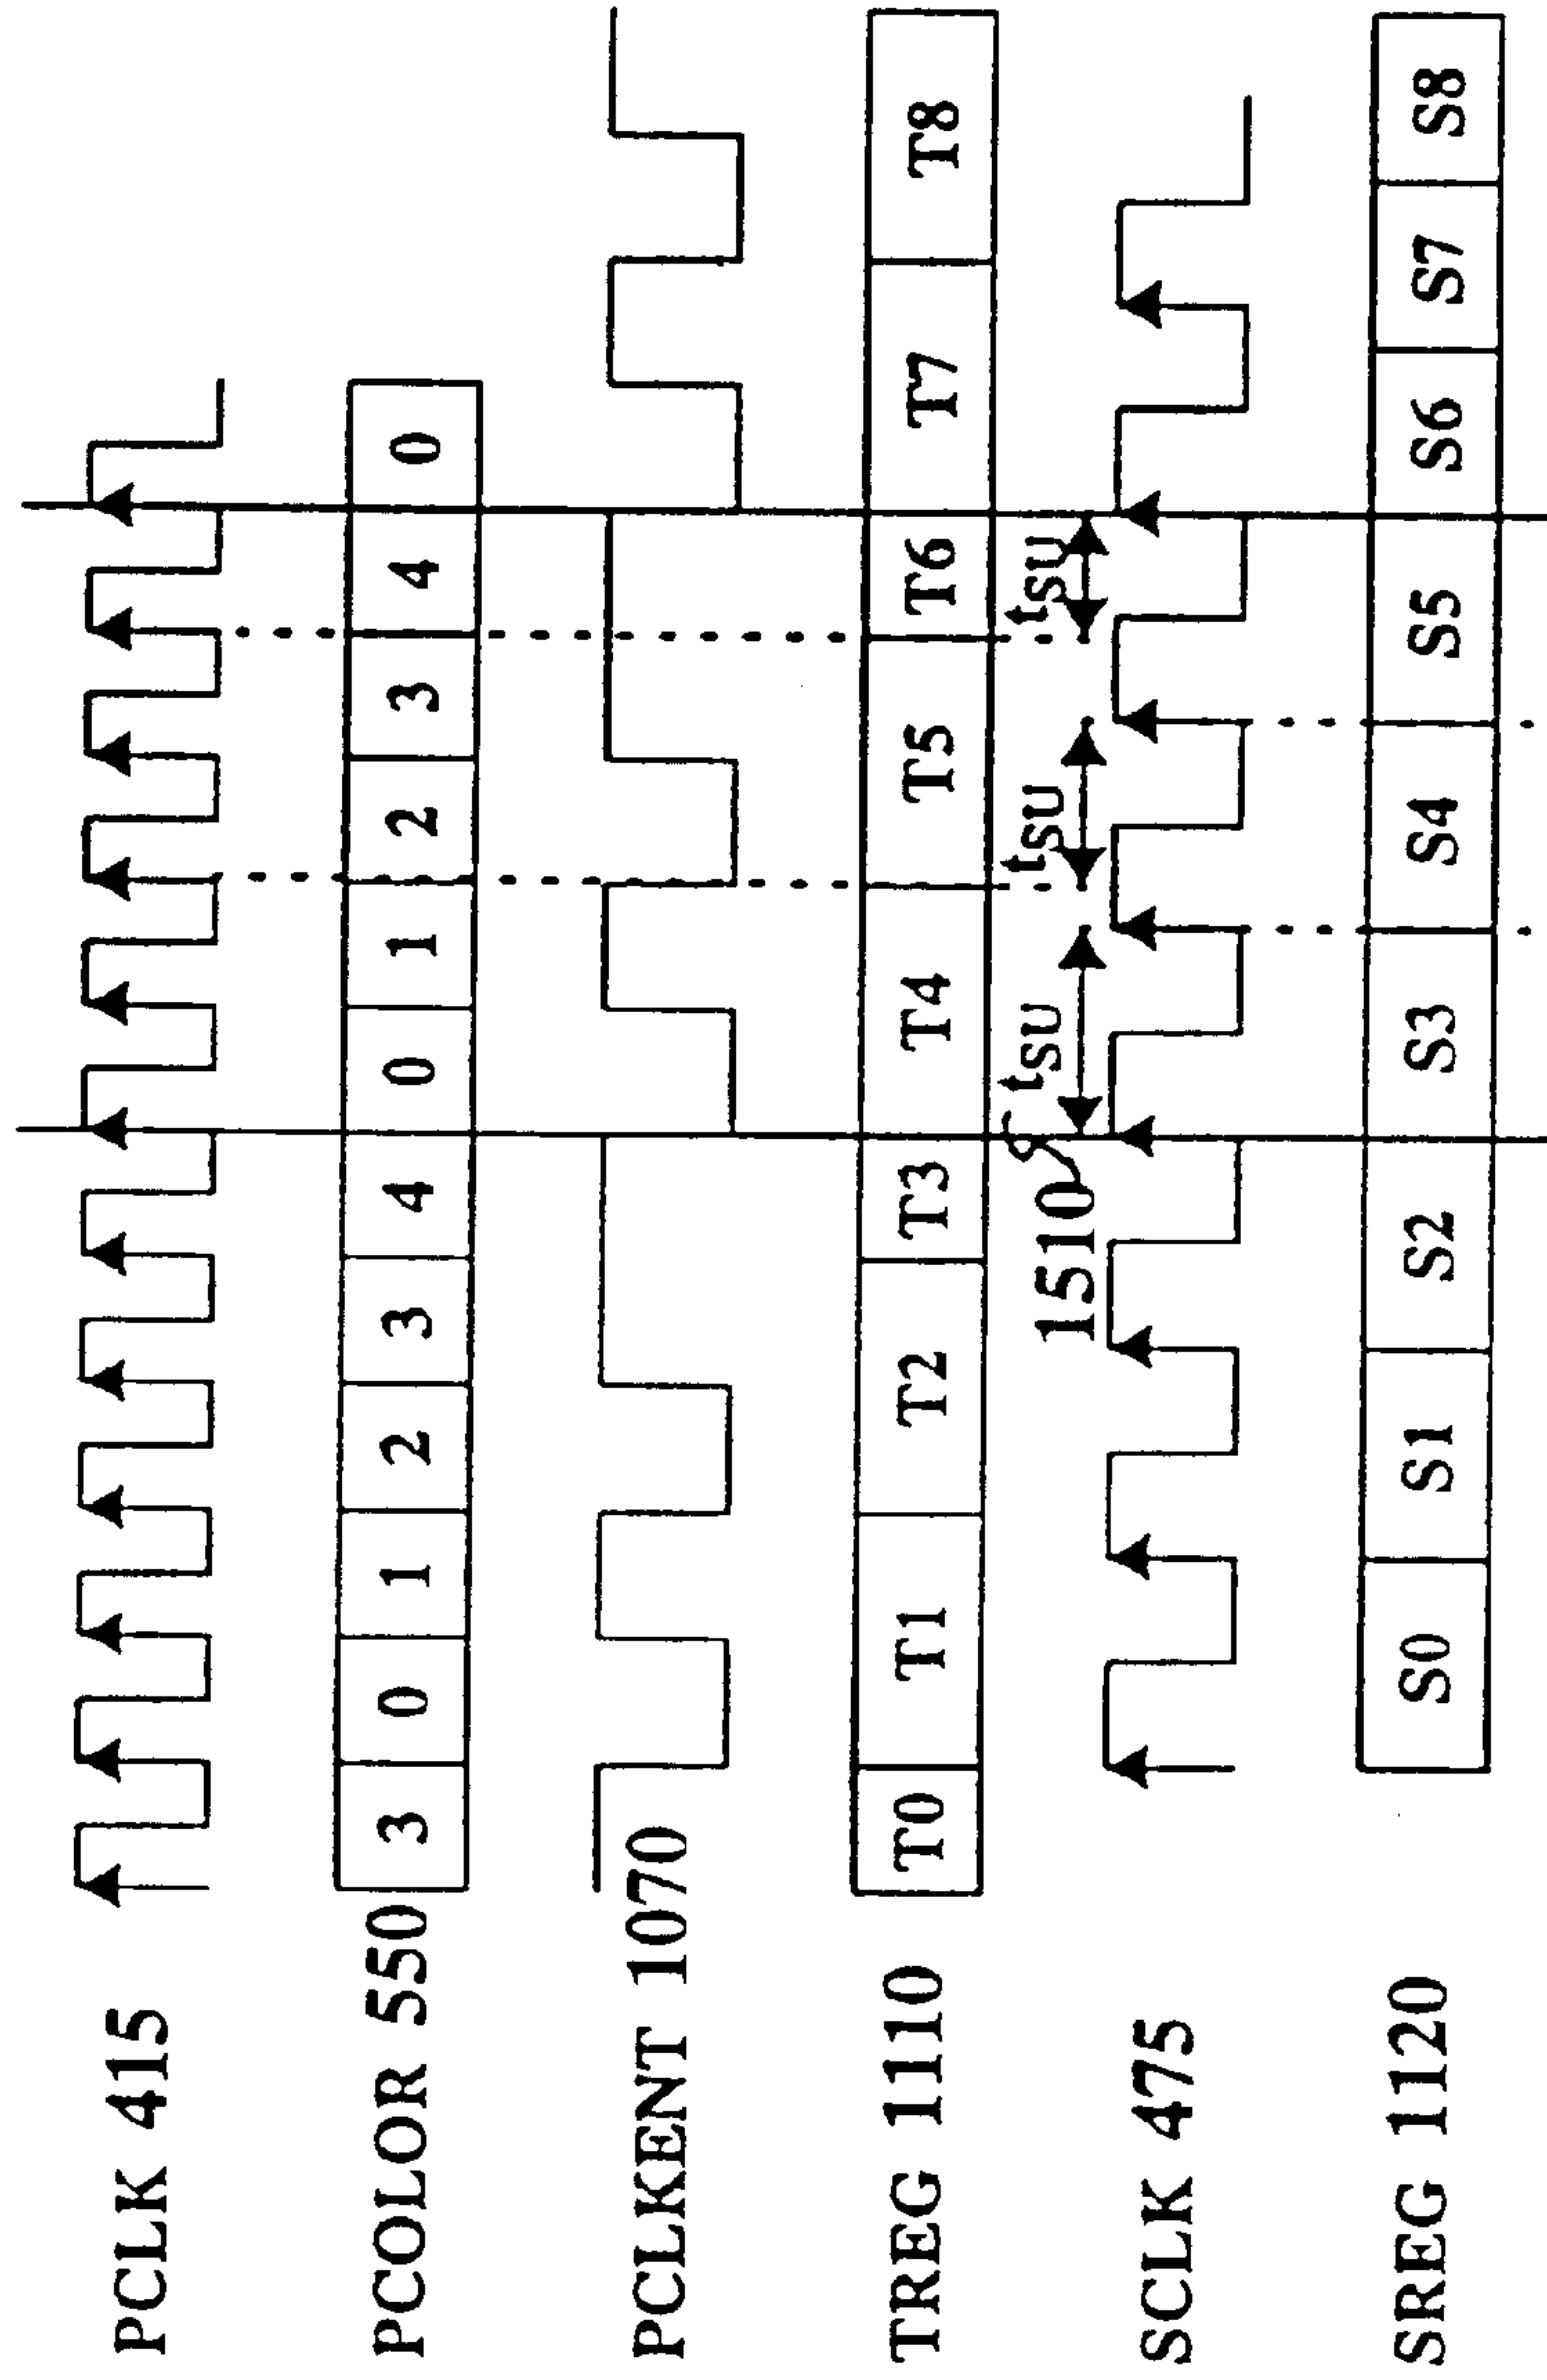 PCLK 415
PCOLOR 550 3 0 1 2 3 4 0 1 2 3 4 0
PCLKENT 1070
TREG 1110 T0 T1 T2 T3 T4 T5 T6 T7 T8
1510 tSU tSU tSU
SCLK 475
SREG 1120 S0 S1 S2 S3 S4 S5 S6 S7 S8